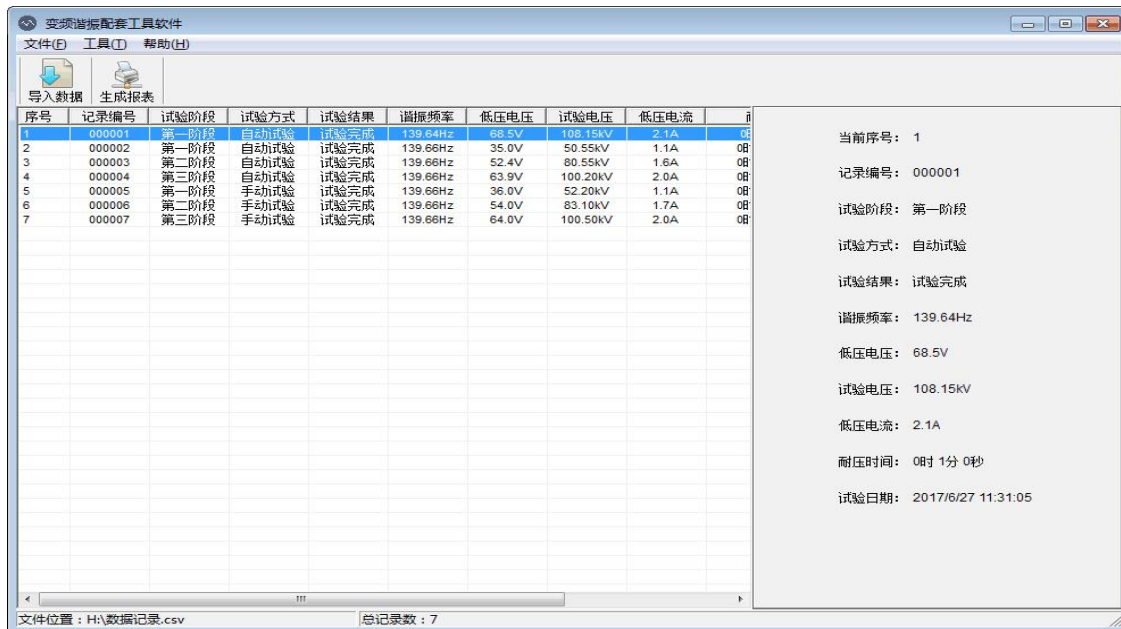 变频谐振配套工具软件
文件(F) 工具(T) 帮助(H)
导入数据 生成报表
序号 记录编号 试验阶段 试验方式 试验结果 谐振频率 低压电压 试验电压 低压电流
1 000001 第一阶段 自动试验 试验完成 139.64Hz 68.5V 108.15kV 2.1A
2 000002 第一阶段 自动试验 试验完成 139.66Hz 35.0V 50.55kV 1.1A 0时
3 000003 第二阶段 自动试验 试验完成 139.66Hz 52.4V 80.55kV 1.6A 0时
4 000004 第三阶段 自动试验 试验完成 139.66Hz 63.9V 100.20kV 2.0A 0时
5 000005 第一阶段 手动试验 试验完成 139.66Hz 36.0V 52.20kV 1.1A 0时
6 000006 第二阶段 手动试验 试验完成 139.66Hz 54.0V 83.10kV 1.7A 0时
7 000007 第三阶段 手动试验 试验完成 139.66Hz 64.0V 100.50kV 2.0A 0时
当前序号: 1
记录编号: 000001
试验阶段: 第一阶段
试验方式: 自动试验
试验结果: 试验完成
谐振频率: 139.64Hz
低压电压: 68.5V
试验电压: 108.15kV
低压电流: 2.1A
耐压时间: 0时 1分 0秒
试验日期: 2017/6/27 11:31:05
文件位置:H:\数据记录.csv 总记录数:7